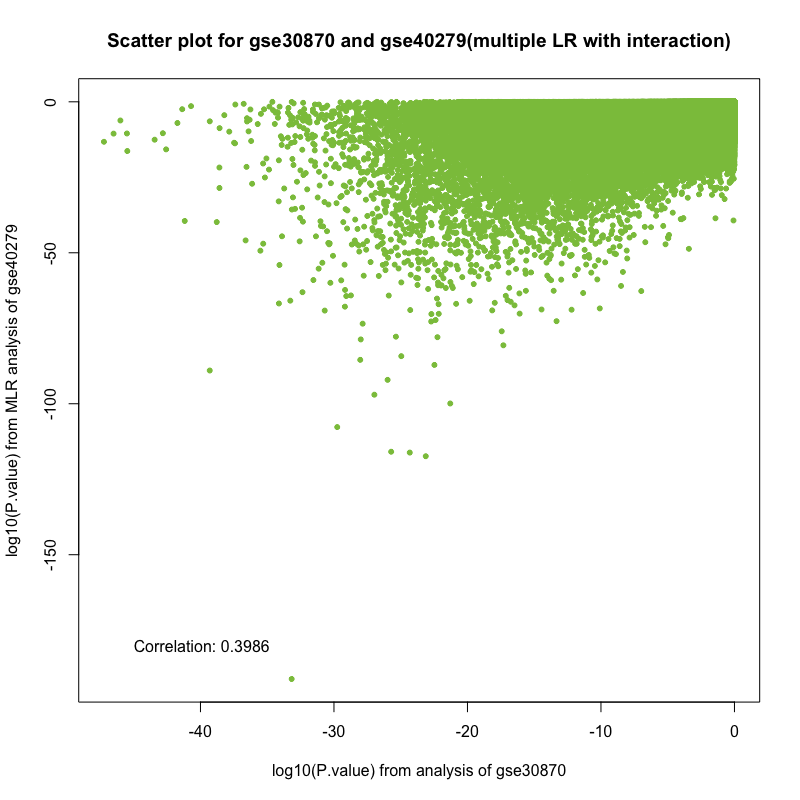 Scatter plot for gse30870 and gse40279(multiple LR with interaction)
log10(P.value) from MLR analysis of gse40279
0
-50
-100
-150
Correlation: 0.3986
-40
-30
-20
-10
0
log10(P.value) from analysis of gse30870